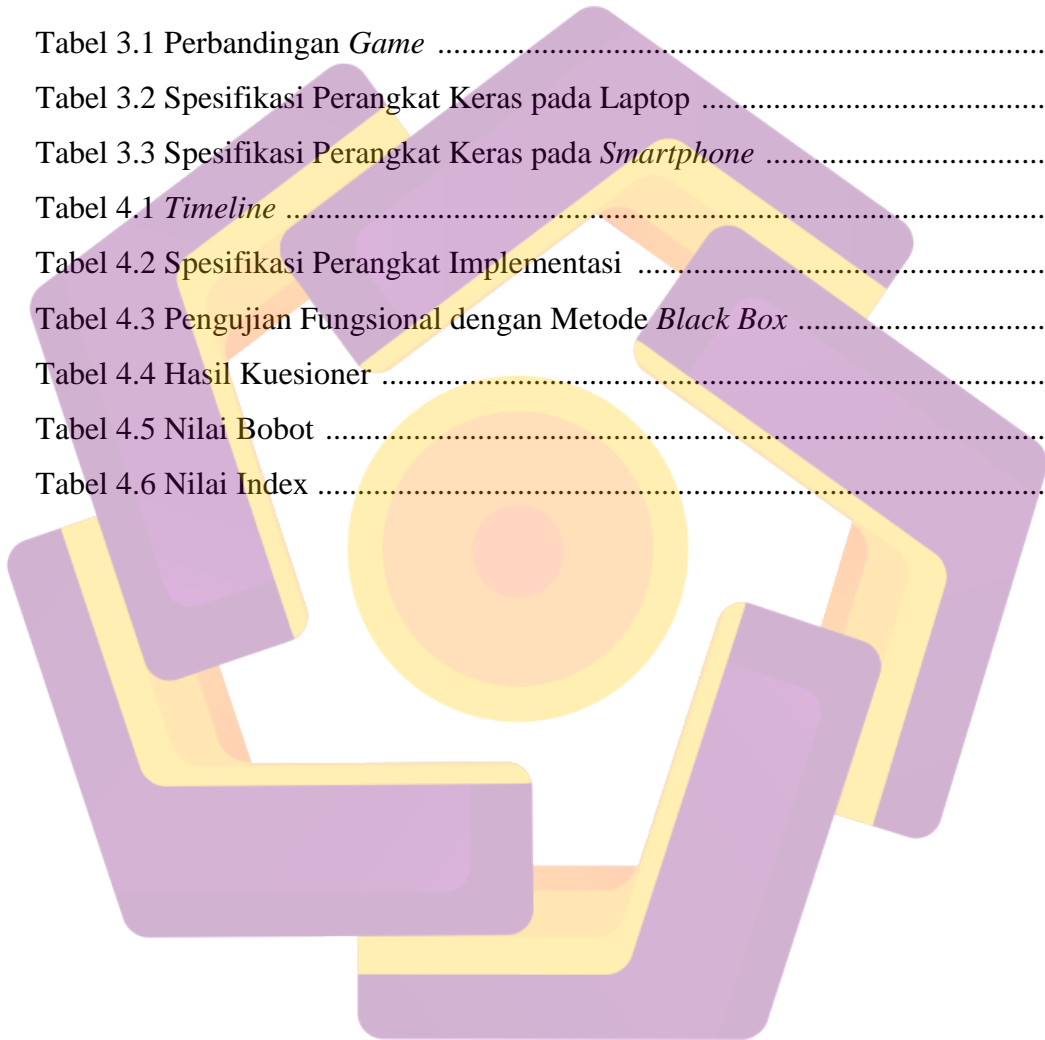 Tabel 3.1 Perbandingan Game ........................................................................
Tabel 3.2 Spesifikasi Perangkat Keras pada Laptop .........................................
Tabel 3.3 Spesifikasi Perangkat Keras pada Smartphone .................................
Tabel 4.1 Timeline ...........................................................................................
Tabel 4.2 Spesifikasi Perangkat Implementasi .................................................
Tabel 4.3 Pengujian Fungsional dengan Metode Black Box .............................
Tabel 4.4 Hasil Kuesioner ................................................................................
Tabel 4.5 Nilai Bobot .......................................................................................
Tabel 4.6 Nilai Index ........................................................................................